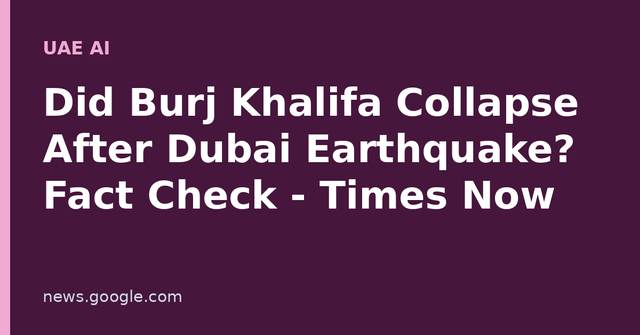 UAE AI
Did Burj Khalifa Collapse
After Dubai Earthquake?
Fact Check - Times Now
news.google.com